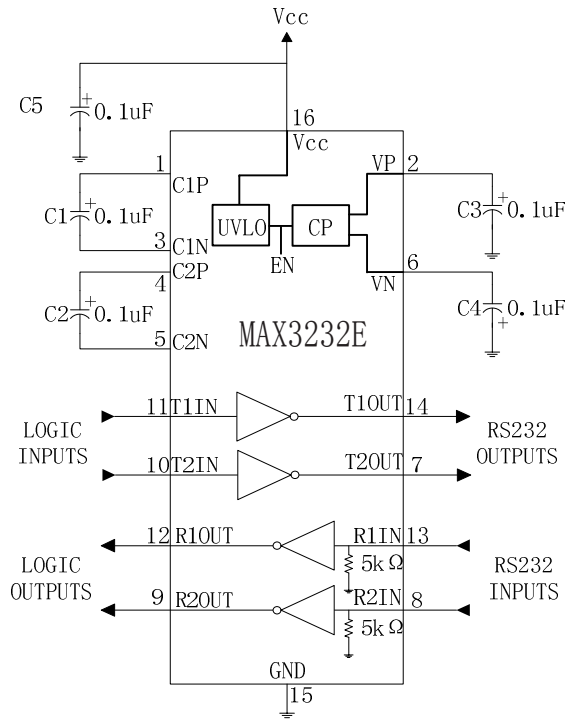 Vcc
C5
+
0.1uF
16
Vcc
1
C1P
VP
2
C1
+
0.1uF
UVLO
CP
C3
+
0.1uF
3
C1N
EN
C2P
4
VN
6
C2
+
0.1uF
C4
0.1uF
+
5
C2N
MAX3232E
LOGIC
INPUTS
11
T1IN
T1OUT
14
RS232
OUTPUTS
10
T2IN
T2OUT
7
LOGIC
OUTPUTS
12
R1OUT
R1IN
13
5kΩ
RS232
INPUTS
9
R2OUT
R2IN
8
5kΩ
GND
15